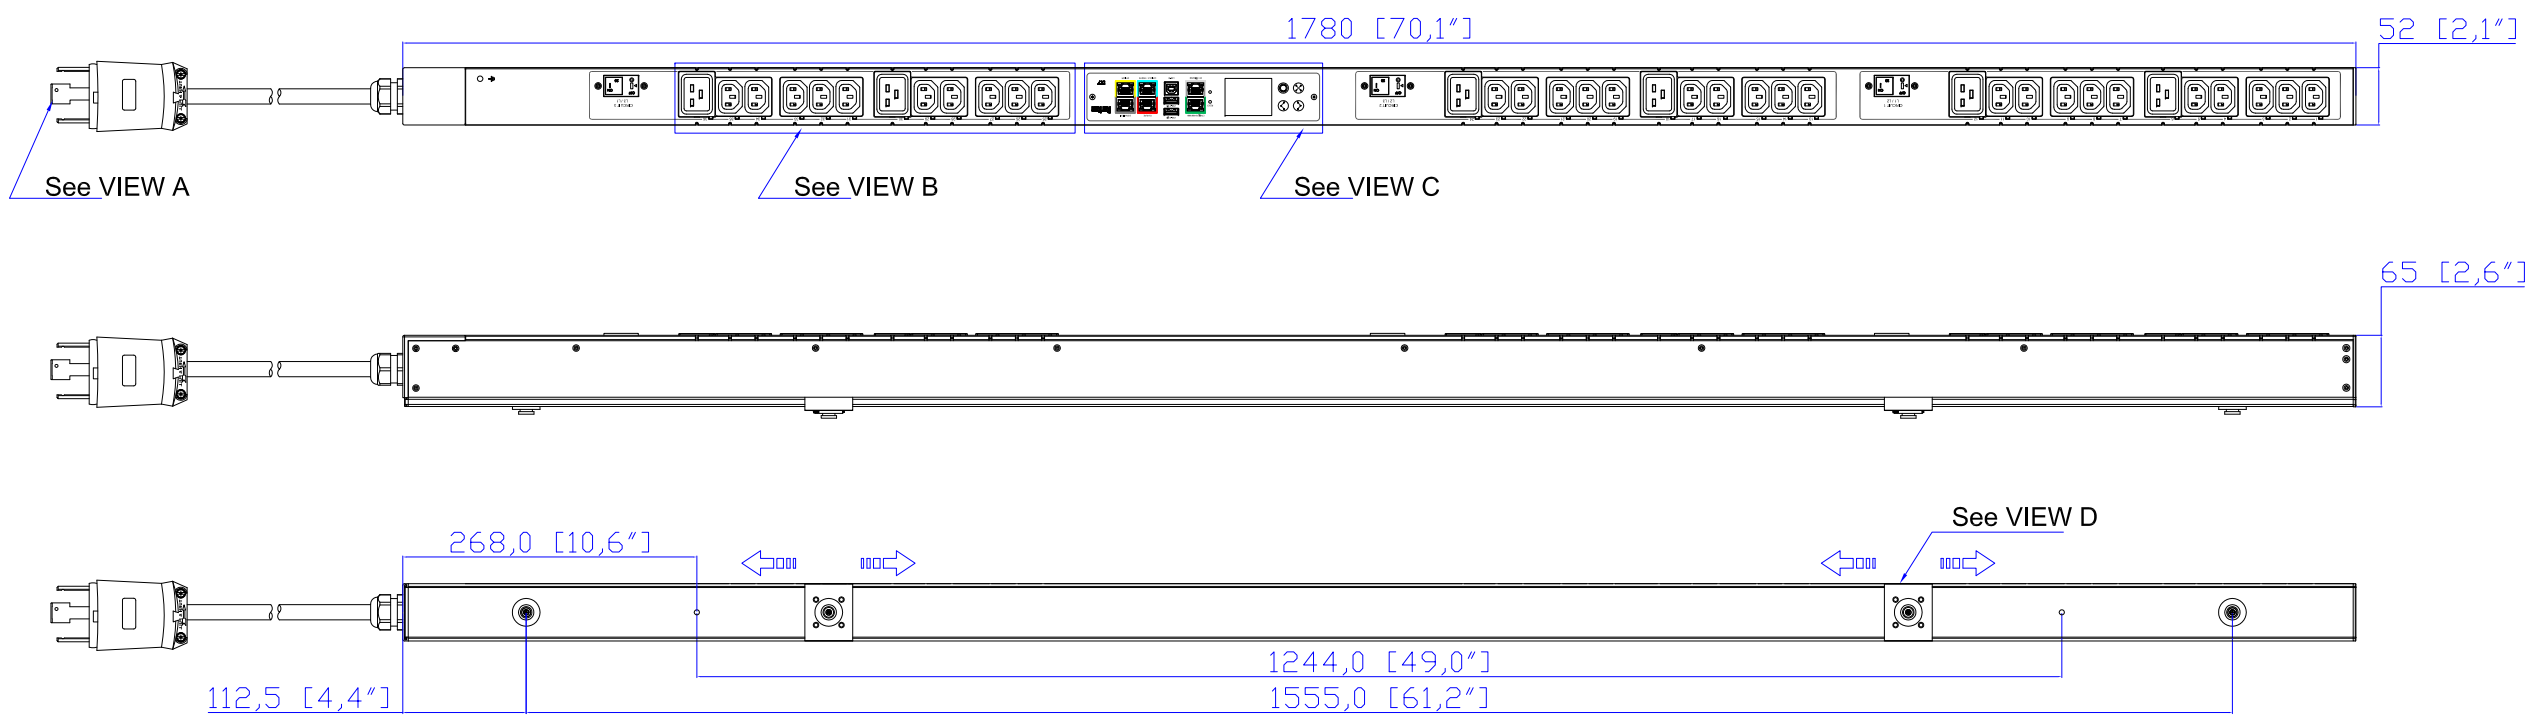 1780 [70,1"]
52 [2,1"]
See VIEW A
See VIEW B
See VIEW C
65 [2,6"]
See VIEW D
268,0 [10,6"]
1244,0 [49,0"]
112,5 [4,4"]
1555,0 [61,2"]